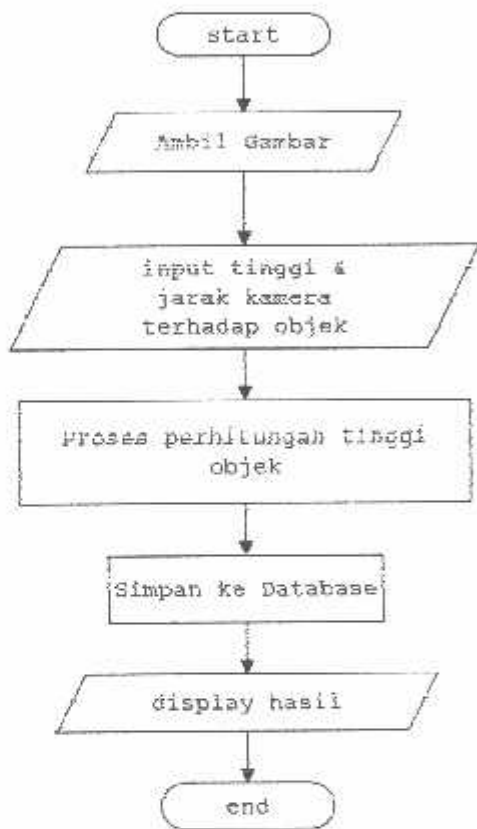 start
Ambil Gambar
input tinggi &
jarak kamera
terhadap objek
Proses perhitungan tinggi
objek
Simpan ke Database
display hasil
end